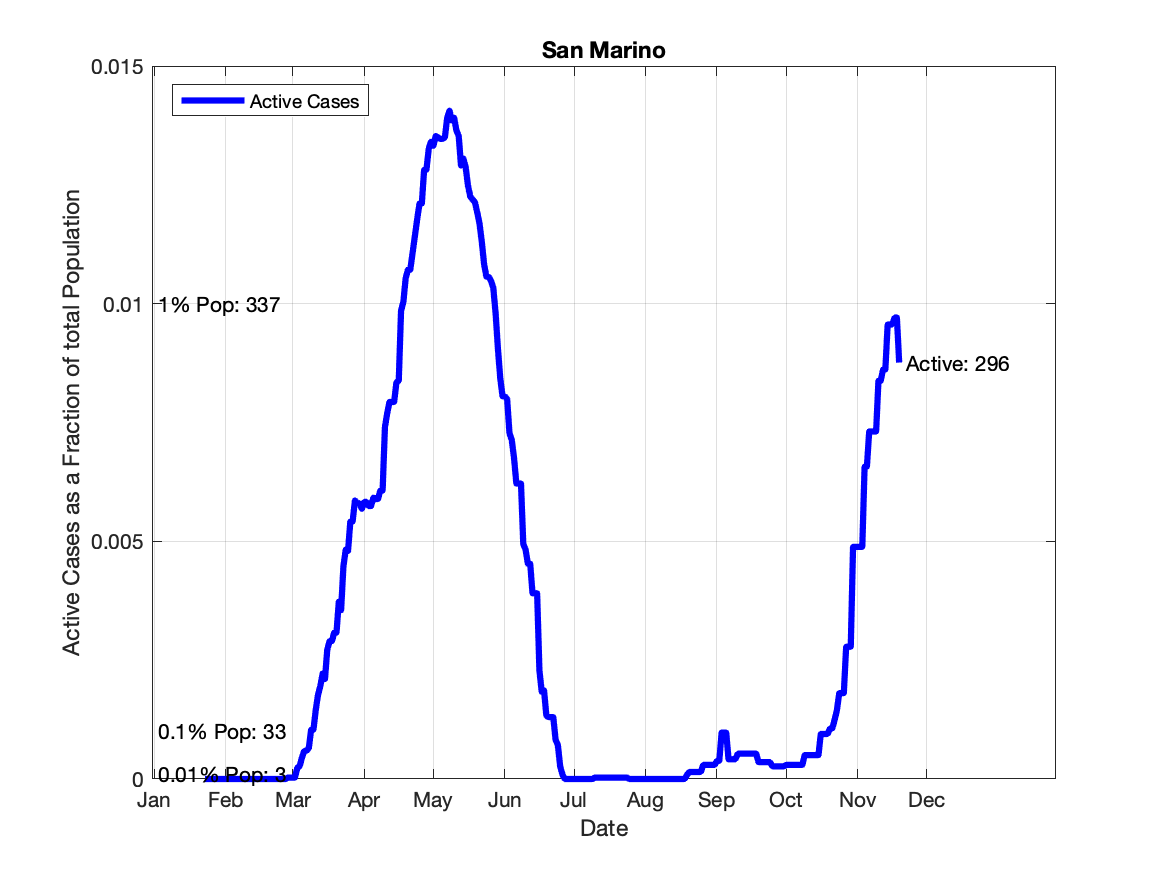 San Marino
0.015
Active Cases
Active Cases as a Fraction of total Population
0.01
1% Pop: 337
Active: 296
0.005
0.1% Pop: 33
0.01% Pop: 3
0
Jan Feb Mar Apr May Jun Jul Aug Sep Oct Nov Dec
Date